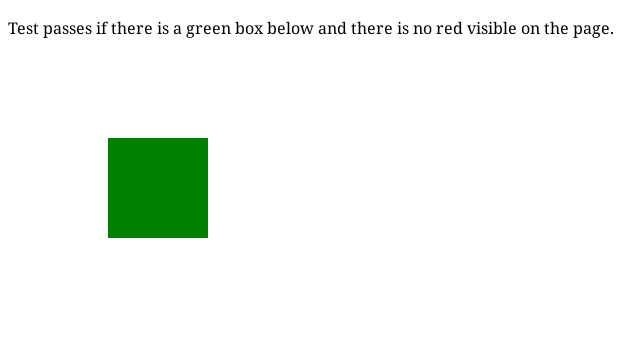 Test passes if there is a green box below and there is no red visible on the page.